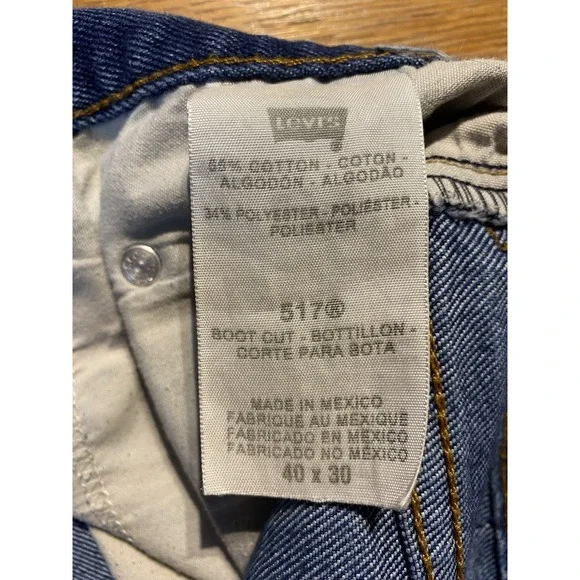 Levi's
®
66% COTTON - COTON -
ALGODON - ALGODÃO
34% POLYESTER - POLIÉSTER -
POLIESTER
517®
BOOT CUT - BOTTILLON -
CORTE PARA BOTA
MADE IN MEXICO
FABRIQUE AU MEXIQUE
FABRICADO EN MEXICO
FABRICADO NO MÉXICO
40 x 30